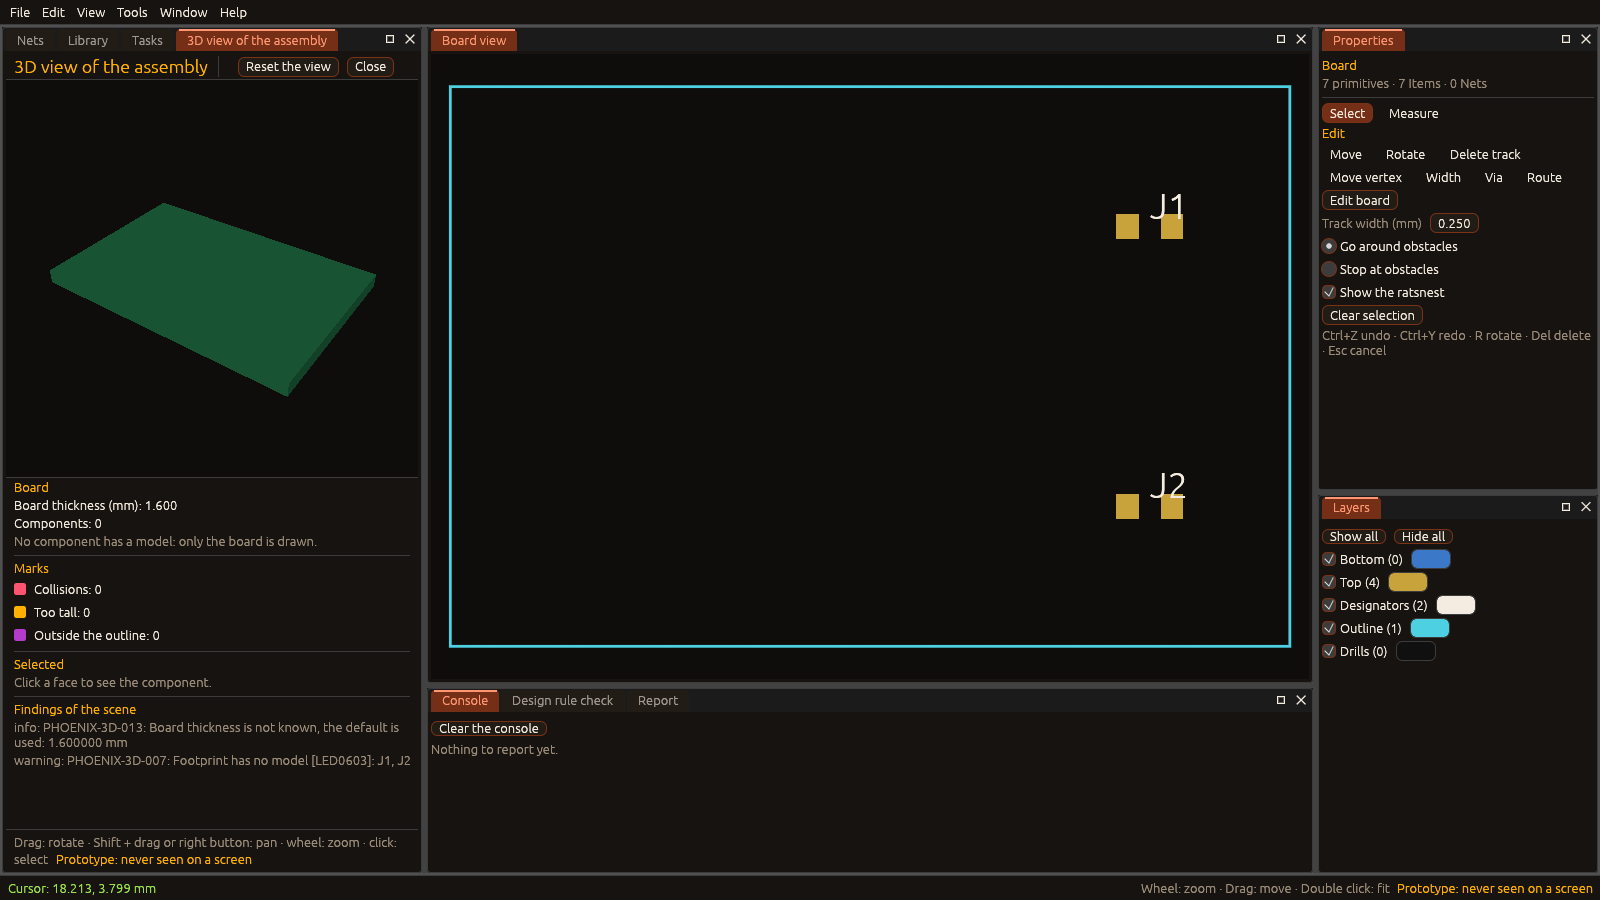 File Edit View Tools Window Help
Nets Library Tasks 3D view of the assembly
3D view of the assembly Reset the view Close
Board
Board thickness (mm): 1.600
Components: 0
No component has a model: only the board is drawn.
Marks
Collisions: 0
Too tall: 0
Outside the outline: 0
Selected
Click a face to see the component.
Findings of the scene
info: PHOENIX-3D-013: Board thickness is not known, the default is
used: 1.600000 mm
warning: PHOENIX-3D-007: Footprint has no model [LED0603]: J1, J2
Drag: rotate · Shift + drag or right button: pan · wheel: zoom · click:
select Prototype: never seen on a screen
Board view
J1
J2
Console Design rule check Report
Clear the console
Nothing to report yet.
Properties
Board
7 primitives · 7 Items · 0 Nets
Select Measure
Edit
Move Rotate Delete track
Move vertex Width Via Route
Edit board
Track width (mm) 0.250
Go around obstacles
Stop at obstacles
Show the ratsnest
Clear selection
Ctrl+Z undo · Ctrl+Y redo · R rotate · Del delete
· Esc cancel
Layers
Show all Hide all
Bottom (0)
Top (4)
Designators (2)
Outline (1)
Drills (0)
Cursor: 18.213, 3.799 mm
Wheel: zoom · Drag: move · Double click: fit Prototype: never seen on a screen